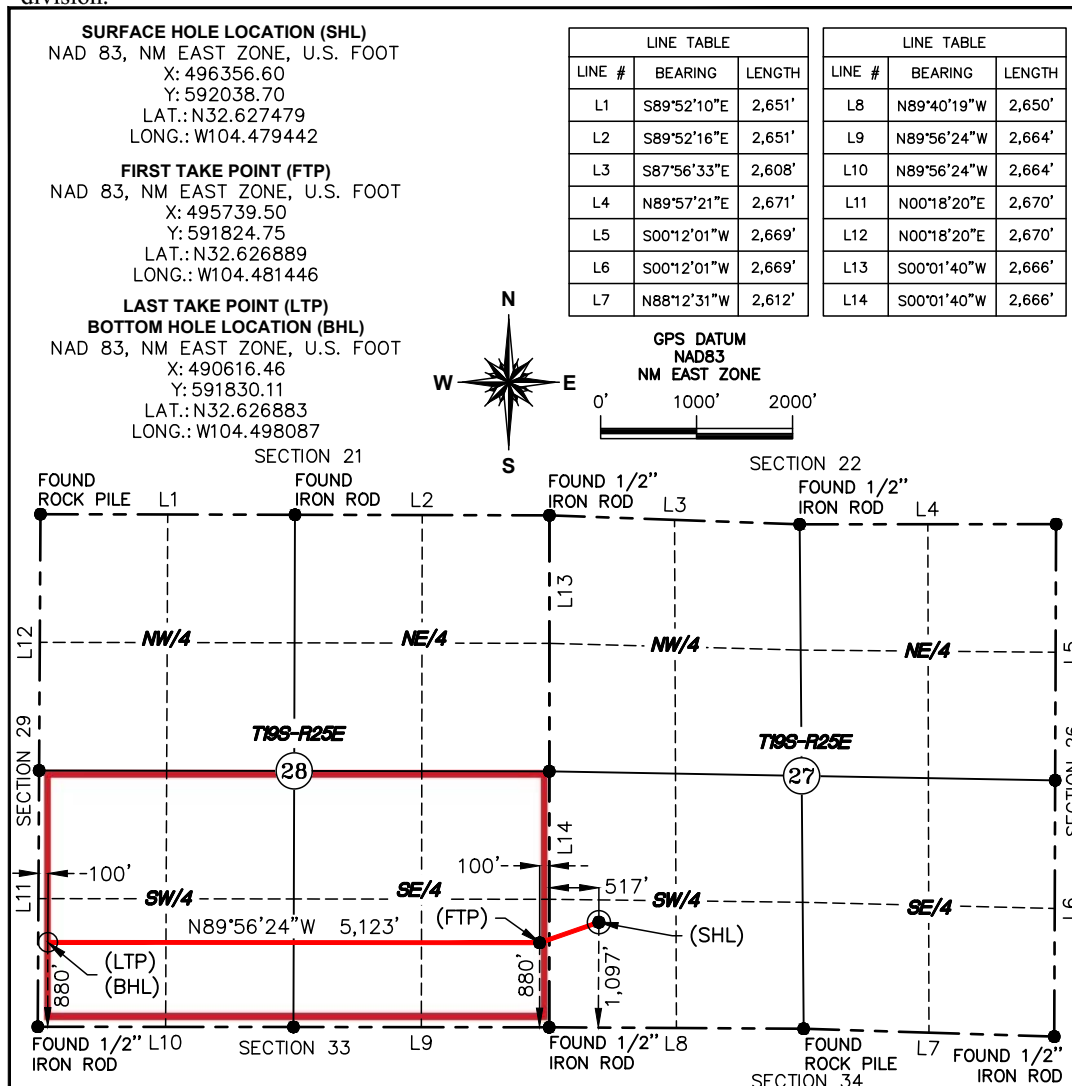 division.
SURFACE HOLE LOCATION (SHL)
NAD 83, NM EAST ZONE, U.S. FOOT
X: 496356.60
Y: 592038.70
LAT.: N32.627479
LONG.: W104.479442
FIRST TAKE POINT (FTP)
NAD 83, NM EAST ZONE, U.S. FOOT
X: 495739.50
Y: 591824.75
LAT.: N32.626889
LONG.: W104.481446
LAST TAKE POINT (LTP)
BOTTOM HOLE LOCATION (BHL)
NAD 83, NM EAST ZONE, U.S. FOOT
X: 490616.46
Y: 591830.11
LAT.: N32.626883
LONG.: W104.498087
LINE TABLE
LINE # BEARING LENGTH
L1 S89°52'10"E 2,651'
L2 S89°52'16"E 2,651'
L3 S87°56'33"E 2,608'
L4 N89°57'21"E 2,671'
L5 S00°12'01"W 2,669'
L6 S00°12'01"W 2,669'
L7 N88°12'31"W 2,612'
LINE TABLE
LINE # BEARING LENGTH
L8 N89°40'19"W 2,650'
L9 N89°56'24"W 2,664'
L10 N89°56'24"W 2,664'
L11 N00°18'20"E 2,670'
L12 N00°18'20"E 2,670'
L13 S00°01'40"W 2,666'
L14 S00°01'40"W 2,666'
N
W E
S
GPS DATUM
NAD83
NM EAST ZONE
0' 1000' 2000'
SECTION 21
SECTION 22
FOUND
ROCK PILE
L1
FOUND
IRON ROD
L2
FOUND 1/2"
IRON ROD
L3
FOUND 1/2"
IRON ROD
L4
L13
L12
NW/4
NE/4
NW/4
NE/4
L5
T19S-R25E
T19S-R25E
SECTION 29
28
27
SECTION 26
L14
100'
100'
517'
L11
SW/4
SE/4
SW/4
SE/4
L6
N89°56'24"W 5,123'
(FTP)
(SHL)
(LTP)
(BHL)
880'
880'
1,097'
FOUND 1/2"
IRON ROD
L10
SECTION 33
L9
FOUND 1/2"
IRON ROD
L8
FOUND
ROCK PILE
L7
FOUND 1/2"
IRON ROD
SECTION 34